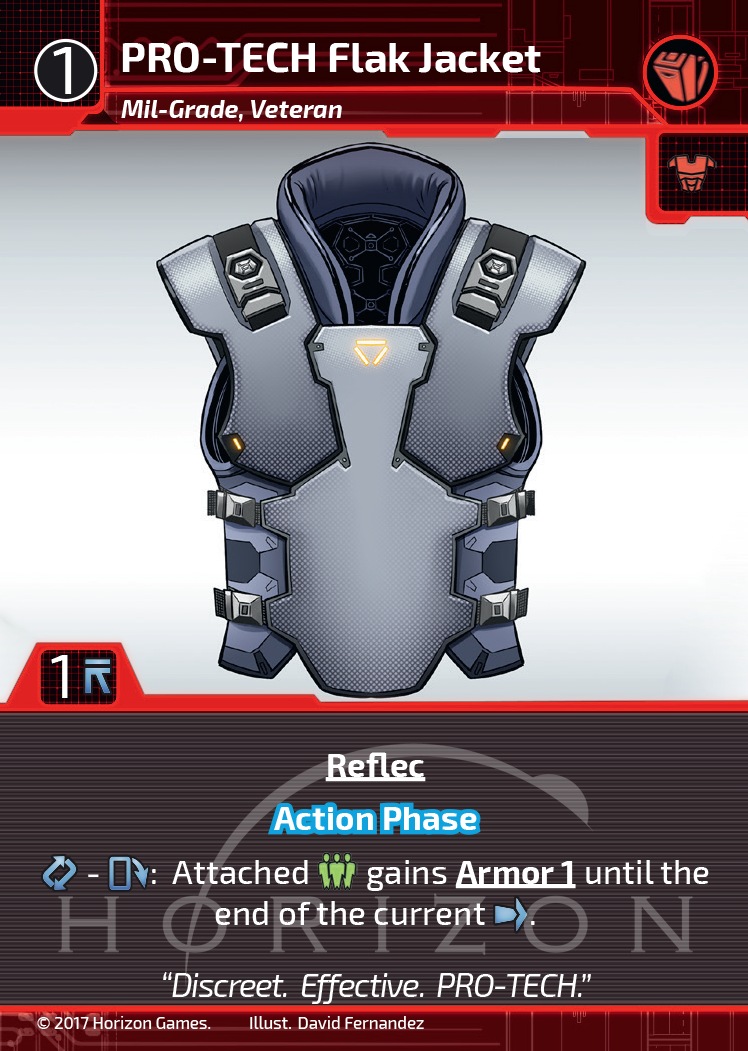 1
PRO-TECH Flak Jacket
Mil-Grade, Veteran
1
Reflec
Action Phase
- : Attached gains Armor 1 until the
end of the current .
HORIZON
“Discreet. Effective. PRO-TECH.”
© 2017 Horizon Games. Illust. David Fernandez